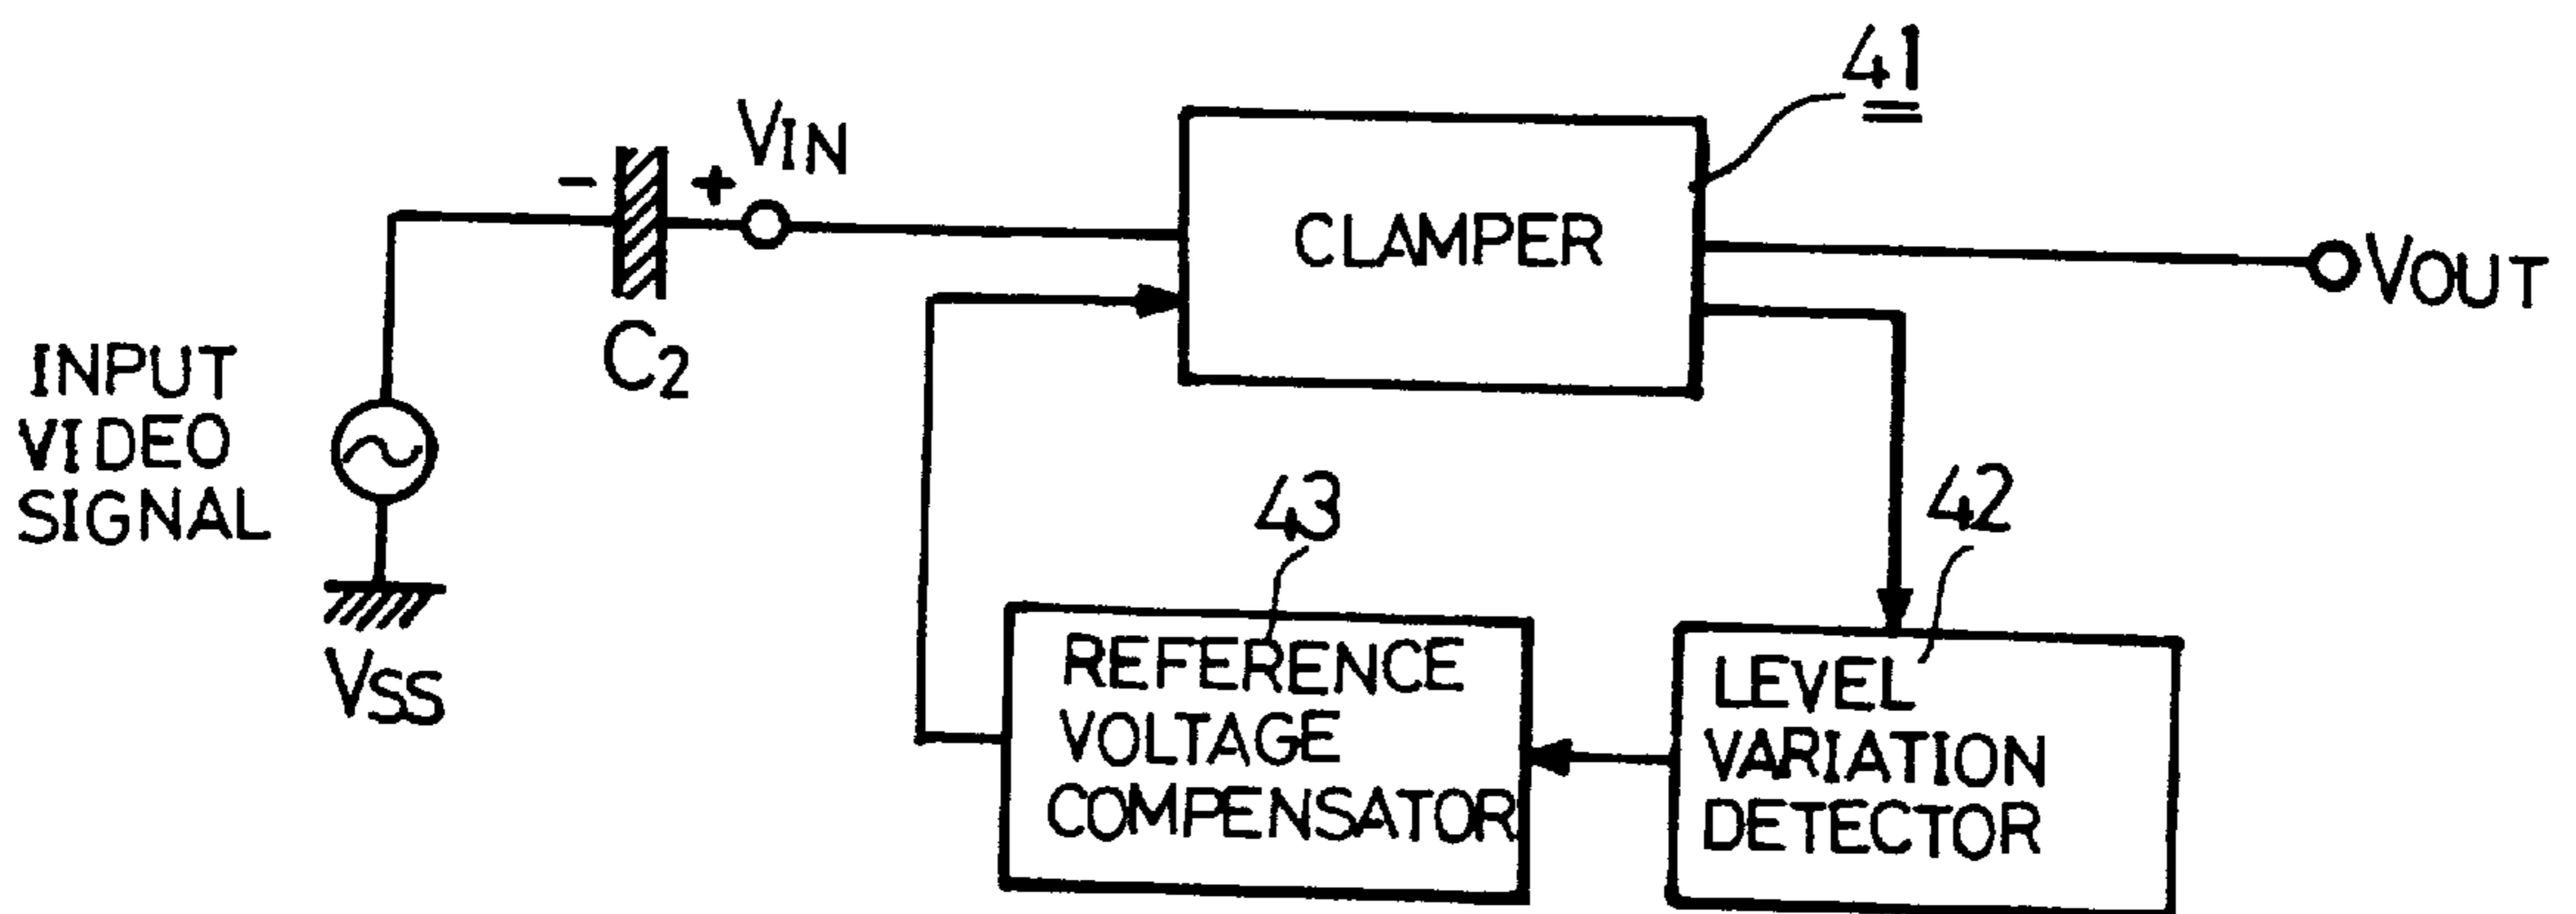 41
- + VIN
CLAMPER
VOUT
C2
INPUT
VIDEO
SIGNAL
VSS
43
42
REFERENCE
VOLTAGE
COMPENSATOR
LEVEL
VARIATION
DETECTOR